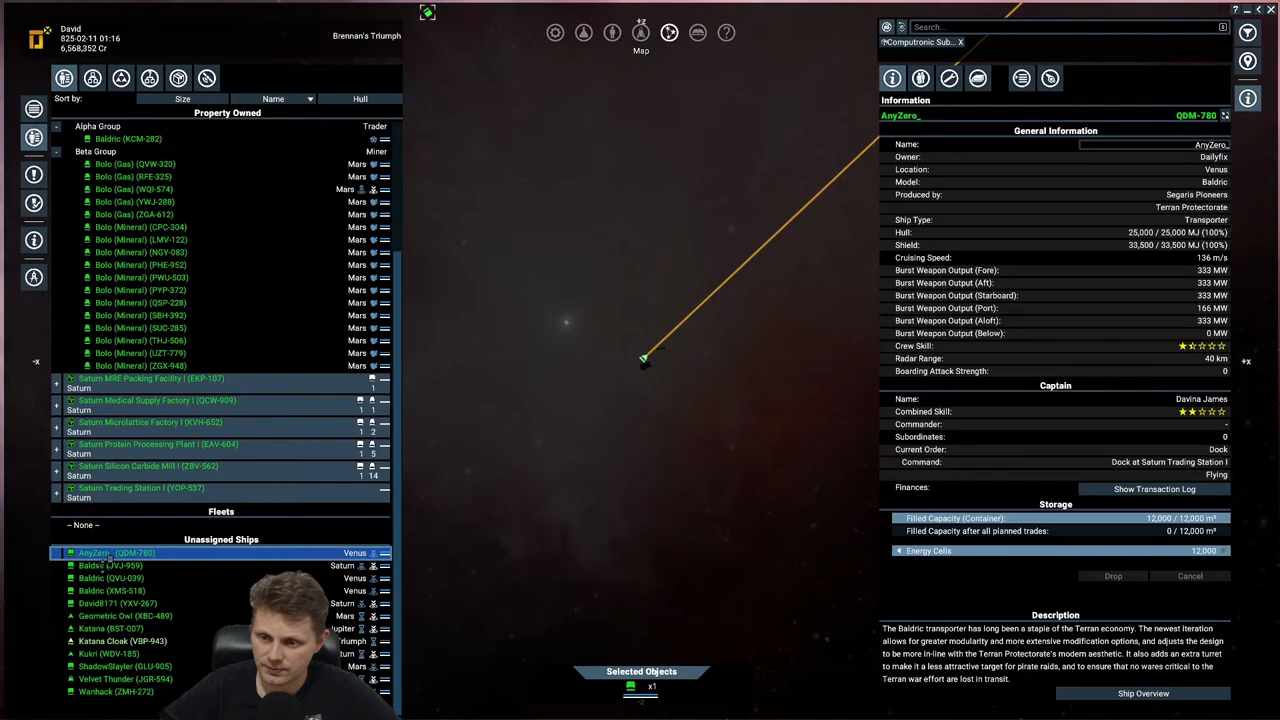 David
825-02-11 01:16
6,568,352 Cr
Brennan's Triumph
+z
Map
-x
+x
-z
Sort by:
Size
Name
Hull
Property Owned
Alpha Group Trader
Baldric (KCM-282)
Beta Group Miner
Bolo (Gas) (QVW-320) Mars
Bolo (Gas) (RFE-325) Mars
Bolo (Gas) (WQI-574) Mars
Bolo (Gas) (YWJ-288) Mars
Bolo (Gas) (ZGA-612) Mars
Bolo (Mineral) (CPC-304) Mars
Bolo (Mineral) (LMV-122) Mars
Bolo (Mineral) (NGY-083) Mars
Bolo (Mineral) (PHE-952) Mars
Bolo (Mineral) (PWU-503) Mars
Bolo (Mineral) (PYP-372) Mars
Bolo (Mineral) (QSP-228) Mars
Bolo (Mineral) (SBH-392) Mars
Bolo (Mineral) (SUC-285) Mars
Bolo (Mineral) (THJ-506) Mars
Bolo (Mineral) (UZT-779) Mars
Bolo (Mineral) (ZGX-948) Mars
Saturn MRE Packing Facility I (EKP-107)
Saturn 1
Saturn Medical Supply Factory I (QCW-909)
Saturn 1 1
Saturn Microlattice Factory I (KVH-652)
Saturn 1 2
Saturn Protein Processing Plant I (EAV-604)
Saturn 1 5
Saturn Silicon Carbide Mill I (ZBV-562)
Saturn 1 14
Saturn Trading Station I (YOP-537)
Saturn
Fleets
– None –
Unassigned Ships
AnyZero_ (QDM-780) Venus
Saturn
Baldric (QVU-039) Venus
Baldric (XMS-518) Venus
David8171 (YXV-267) Saturn
Geometric Owl (XBC-489) Mars
Katana (BST-007) Jupiter
Katana Cloak (VBP-943) Triumph
Kukri (WDV-185)
ShadowSlayler (GLU-905) Mars
Velvet Thunder (JGR-594)
Wanhack (ZMH-272)
Selected Objects
x1
? X
Search...
Computronic Sub... X
Information
AnyZero_ QDM-780
General Information
Name: AnyZero_
Owner: Dailyfix
Location: Venus
Model: Baldric
Produced by: Segaris Pioneers
Terran Protectorate
Ship Type: Transporter
Hull: 25,000 / 25,000 MJ (100%)
Shield: 33,500 / 33,500 MJ (100%)
Cruising Speed: 136 m/s
Burst Weapon Output (Fore): 333 MW
Burst Weapon Output (Aft): 333 MW
Burst Weapon Output (Starboard): 333 MW
Burst Weapon Output (Port): 166 MW
Burst Weapon Output (Aloft): 333 MW
Burst Weapon Output (Below): 0 MW
Crew Skill:
Radar Range: 40 km
Boarding Attack Strength: 0
Captain
Name: Davina James
Combined Skill:
Commander: -
Subordinates: 0
Current Order: Dock
Command: Dock at Saturn Trading Station I
Flying
Finances: Show Transaction Log
Storage
Filled Capacity (Container): 12,000 / 12,000 m³
Filled Capacity after all planned trades: 0 / 12,000 m³
Energy Cells 12,000
Drop Cancel
Description
The Baldric transporter has long been a staple of the Terran economy. The newest iteration
allows for greater modularity and more extensive modification options, and adjusts the design
to be more in-line with the Terran Protectorate's modern aesthetic. It also adds an extra turret
to make it a less attractive target for pirate raids, and to ensure that no wares critical to the
Terran war effort are lost in transit.
Ship Overview